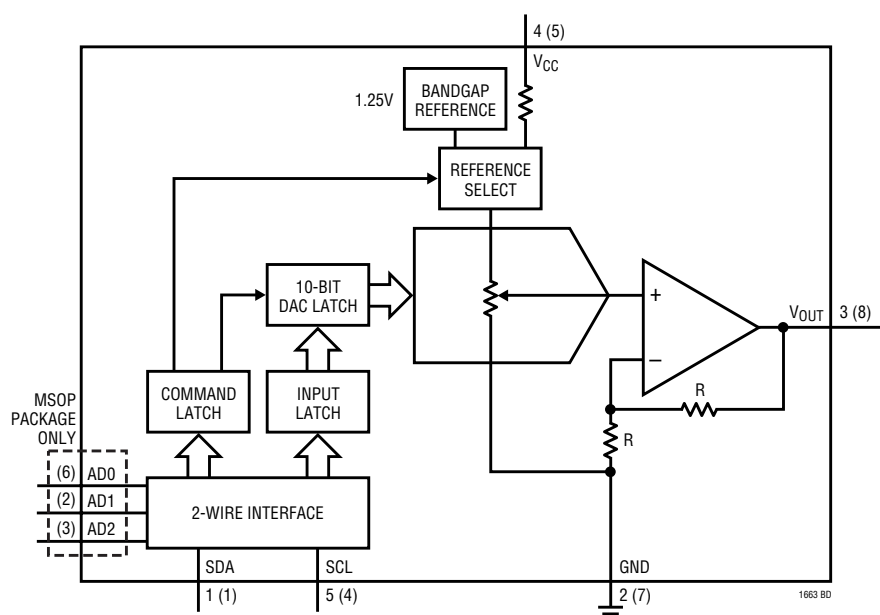 4 (5)
VCC
1.25V
BANDGAP
REFERENCE
REFERENCE
SELECT
10-BIT
DAC LATCH
+
VOUT
3 (8)
−
R
R
COMMAND
LATCH
INPUT
LATCH
MSOP
PACKAGE
ONLY
(6) AD0
(2) AD1
(3) AD2
2-WIRE INTERFACE
SDA
SCL
GND
1 (1)
5 (4)
2 (7)
1663 BD